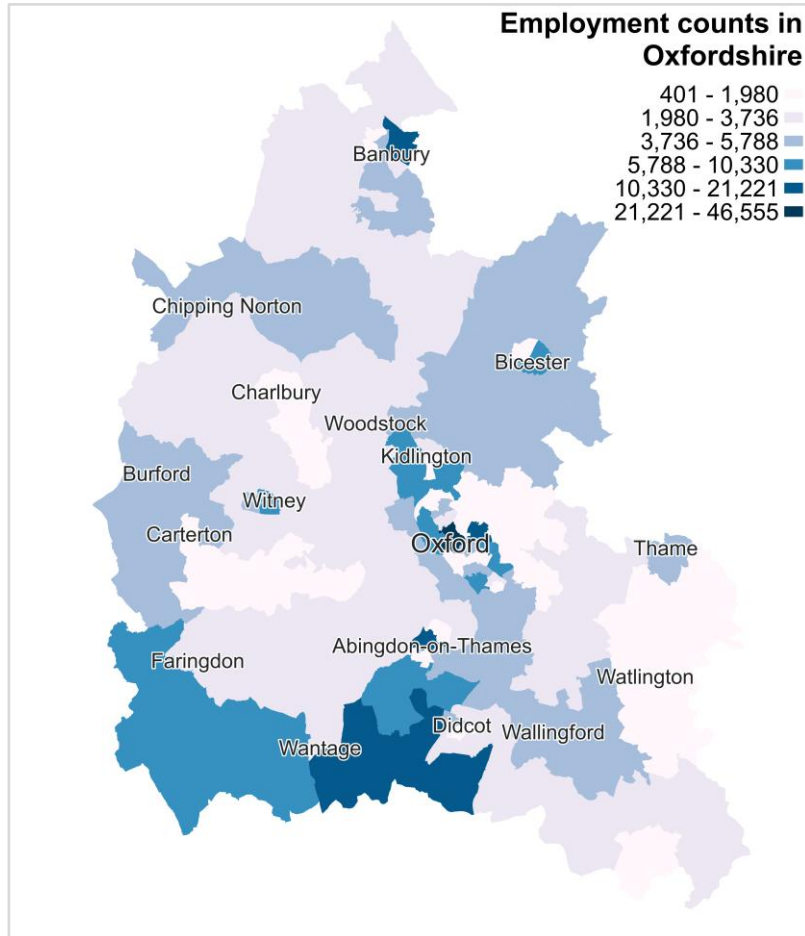 Employment counts in
Oxfordshire
401 - 1,980
1,980 - 3,736
3,736 - 5,788
5,788 - 10,330
10,330 - 21,221
21,221 - 46,555
Banbury
Chipping Norton
Bicester
Charlbury
Woodstock
Kidlington
Burford
Witney
Carterton
Oxford
Thame
Abingdon-on-Thames
Faringdon
Watlington
Didcot
Wallingford
Wantage